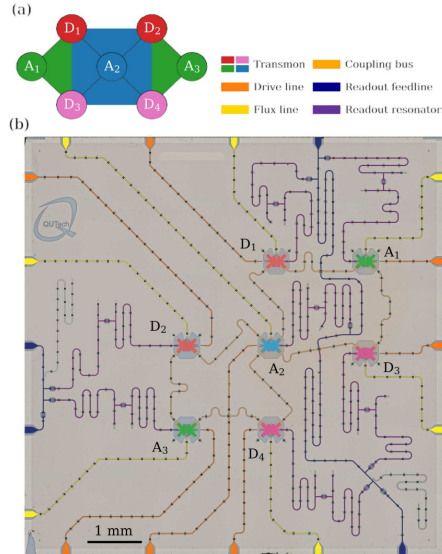 (a)
D1 D2
A1 A2 A3
D3 D4
Transmon
Drive line
Flux line
Coupling bus
Readout feedline
Readout resonator
(b)
QuTech
D1
A1
D2
A2
D3
A3
D4
1 mm